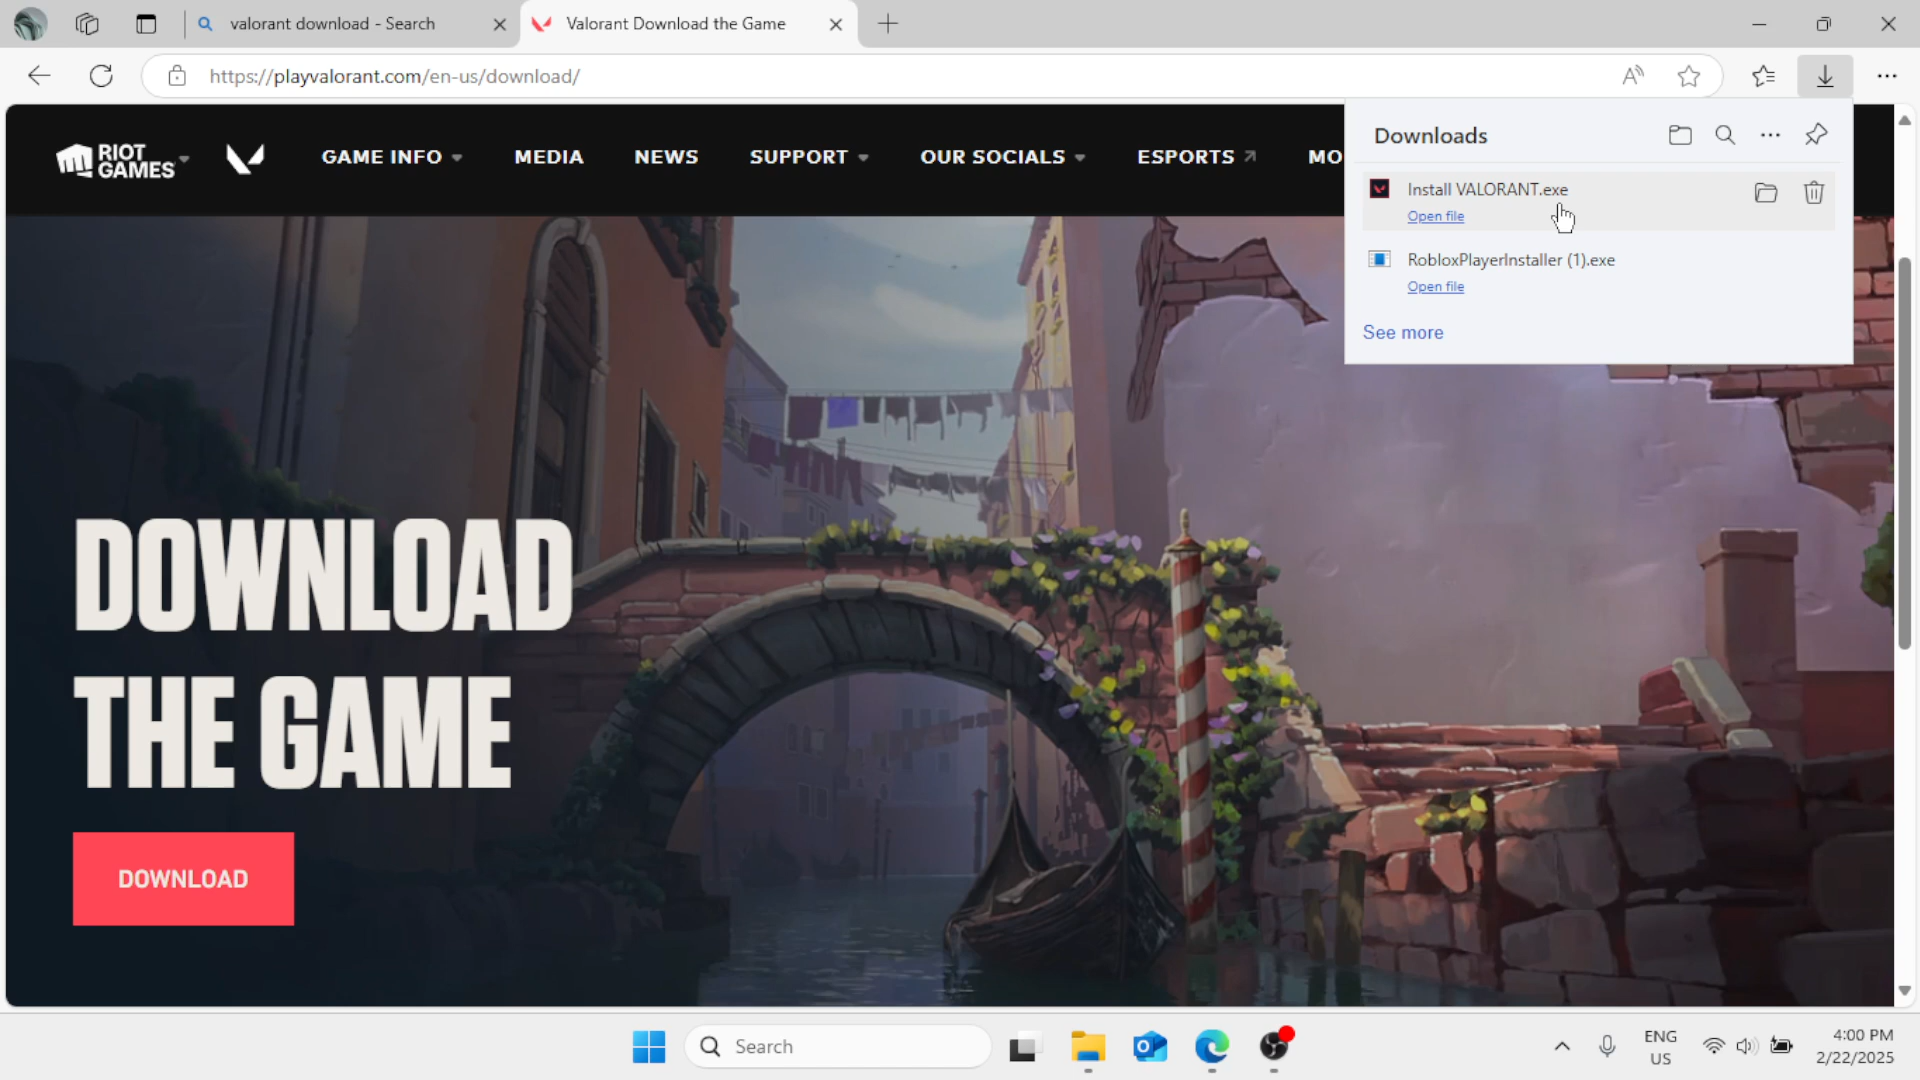 valorant download - Search
Valorant Download the Game
https://playvalorant.com/en-us/download/
Downloads
Install VALORANT.exe
Open file
RobloxPlayerInstaller (1).exe
Open file
See more
RIOT
GAMES
GAME INFO
MEDIA
NEWS
SUPPORT
OUR SOCIALS
ESPORTS
MO
DOWNLOAD
THE GAME
DOWNLOAD
Search
ENG
US
4:00 PM
2/22/2025